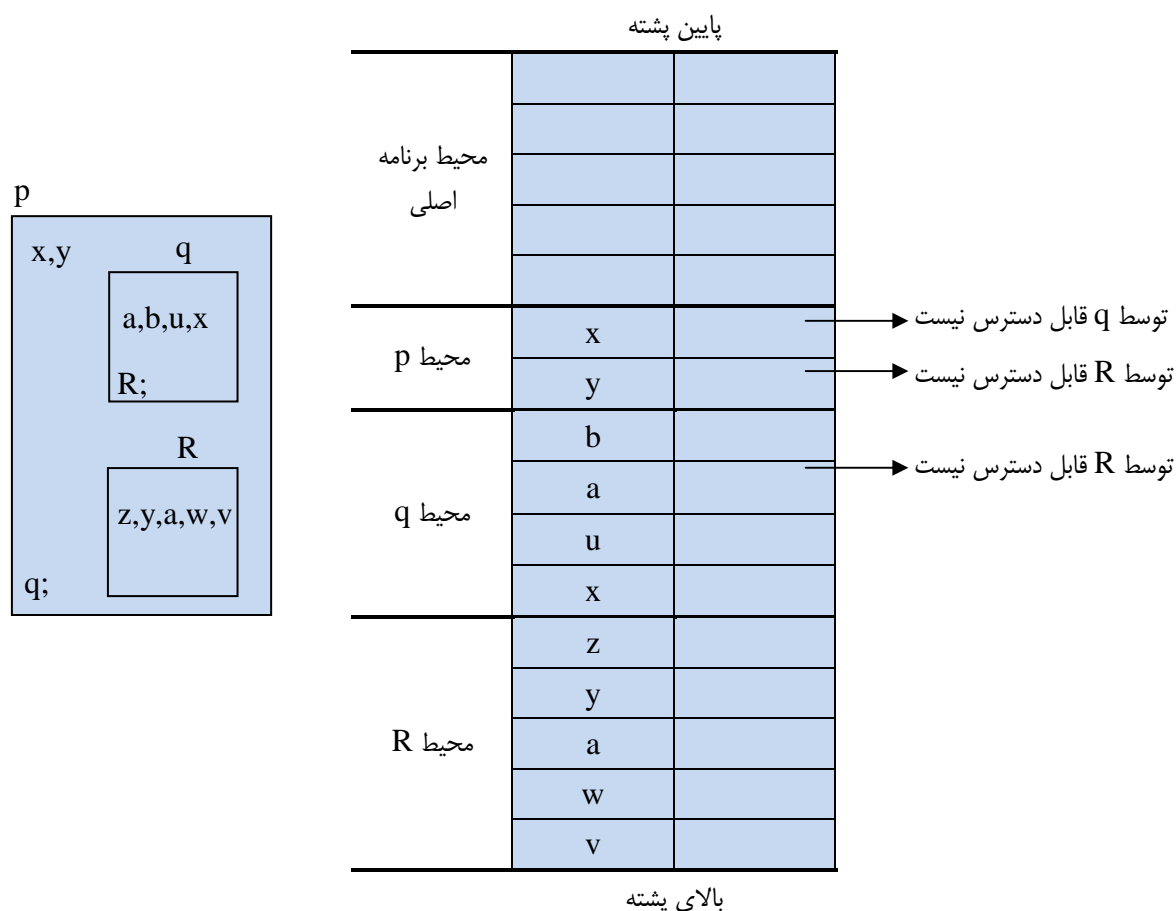 پایین پشته
محیط برنامه
اصلی
p
x,y
q
a,b,u,x
R;
R
z,y,a,w,v
q;
محیط p
x
توسط q قابل دسترس نیست
y
توسط R قابل دسترس نیست
محیط q
b
a
توسط R قابل دسترس نیست
u
x
محیط R
z
y
a
w
v
بالای پشته